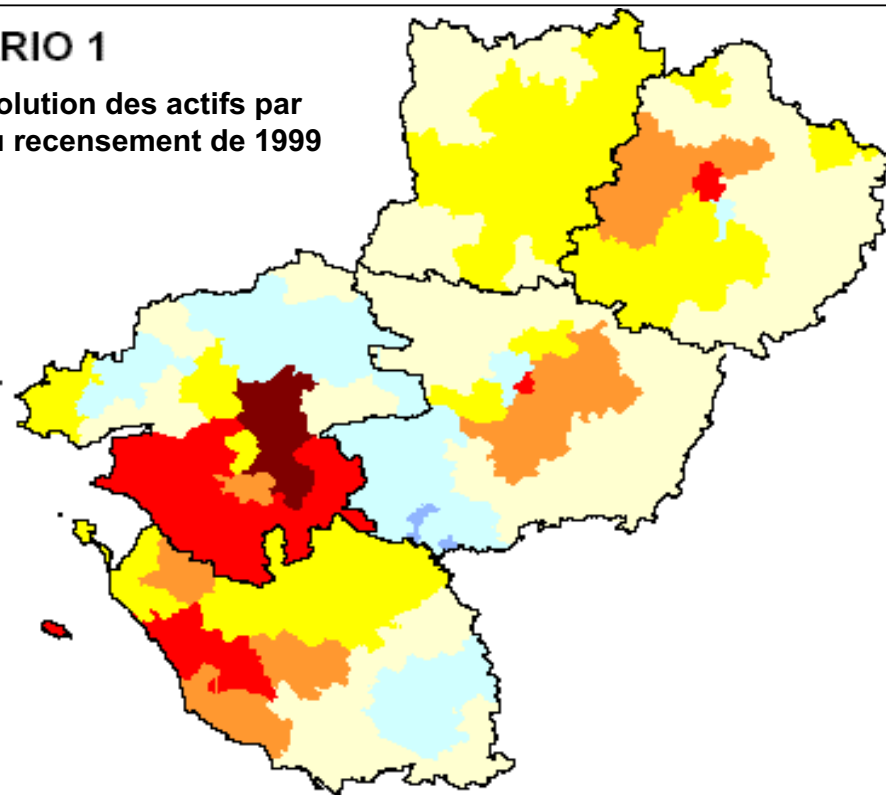 RIO 1
olution des actifs par
u recensement de 1999